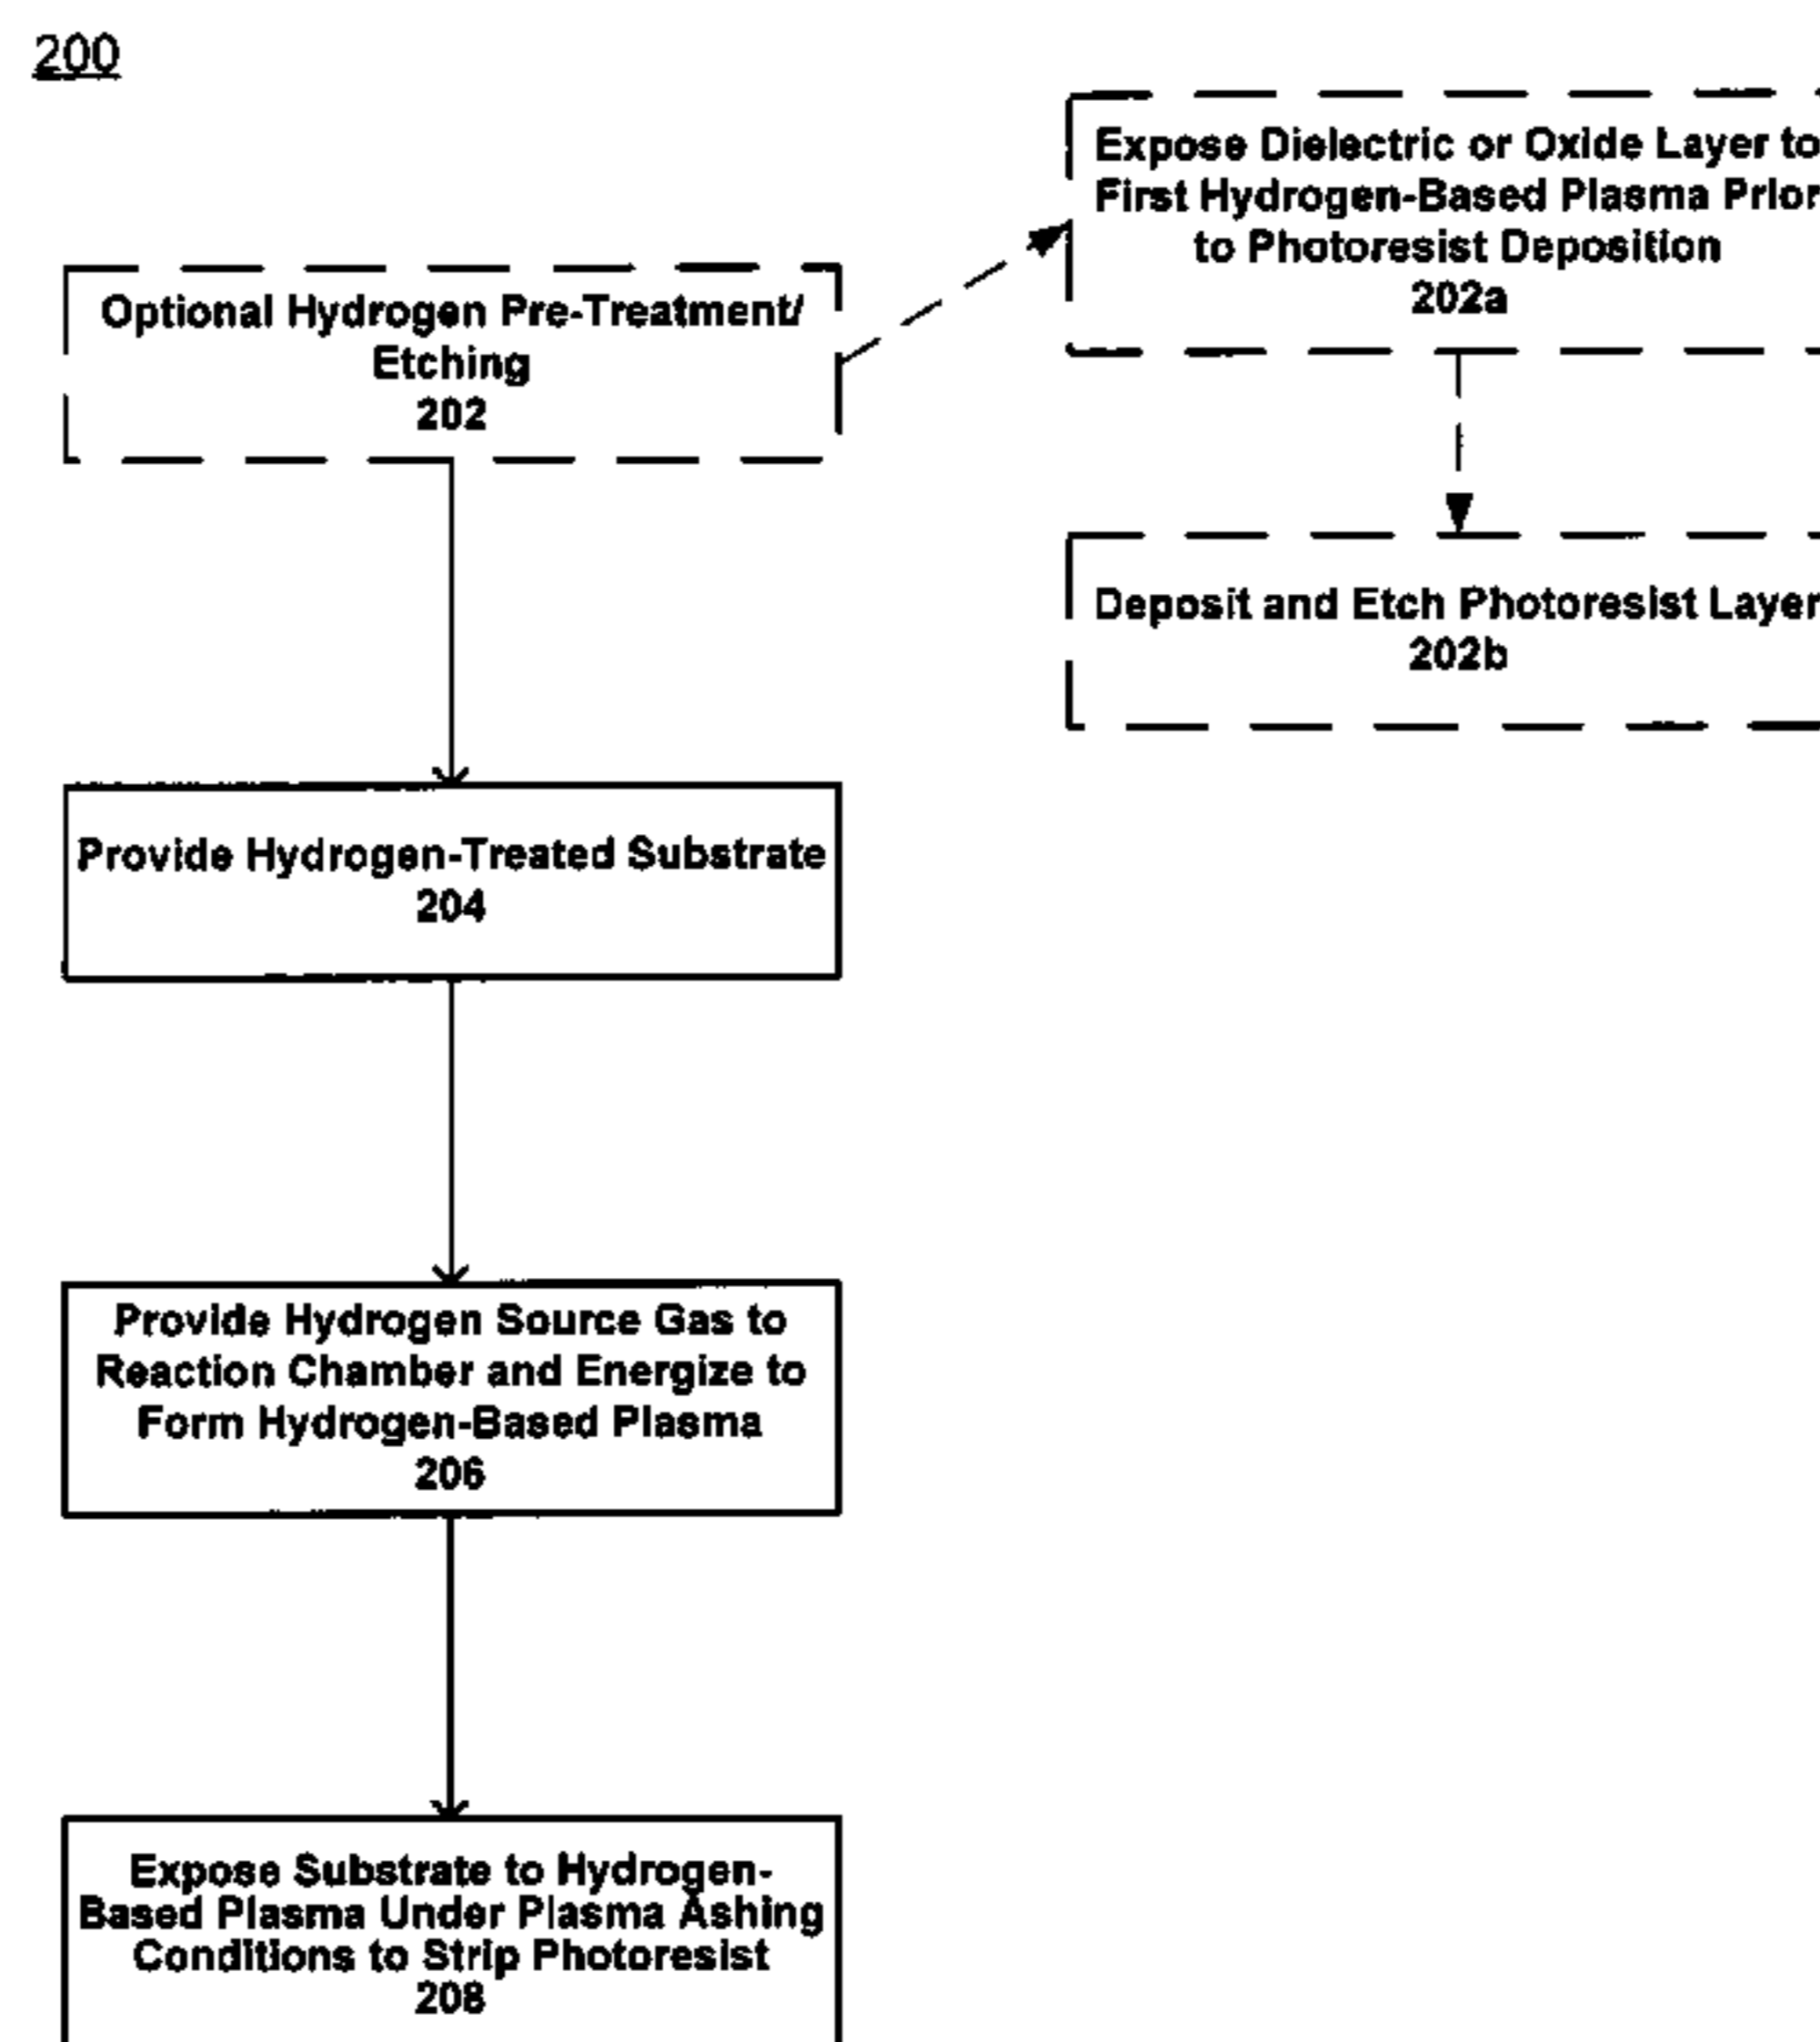 200
Expose Dielectric or Oxide Layer to
First Hydrogen-Based Plasma Prior
to Photoresist Deposition
202a
Optional Hydrogen Pre-Treatment/
Etching
202
Deposit and Etch Photoresist Layer
202b
Provide Hydrogen-Treated Substrate
204
Provide Hydrogen Source Gas to
Reaction Chamber and Energize to
Form Hydrogen-Based Plasma
206
Expose Substrate to Hydrogen-
Based Plasma Under Plasma Ashing
Conditions to Strip Photoresist
208